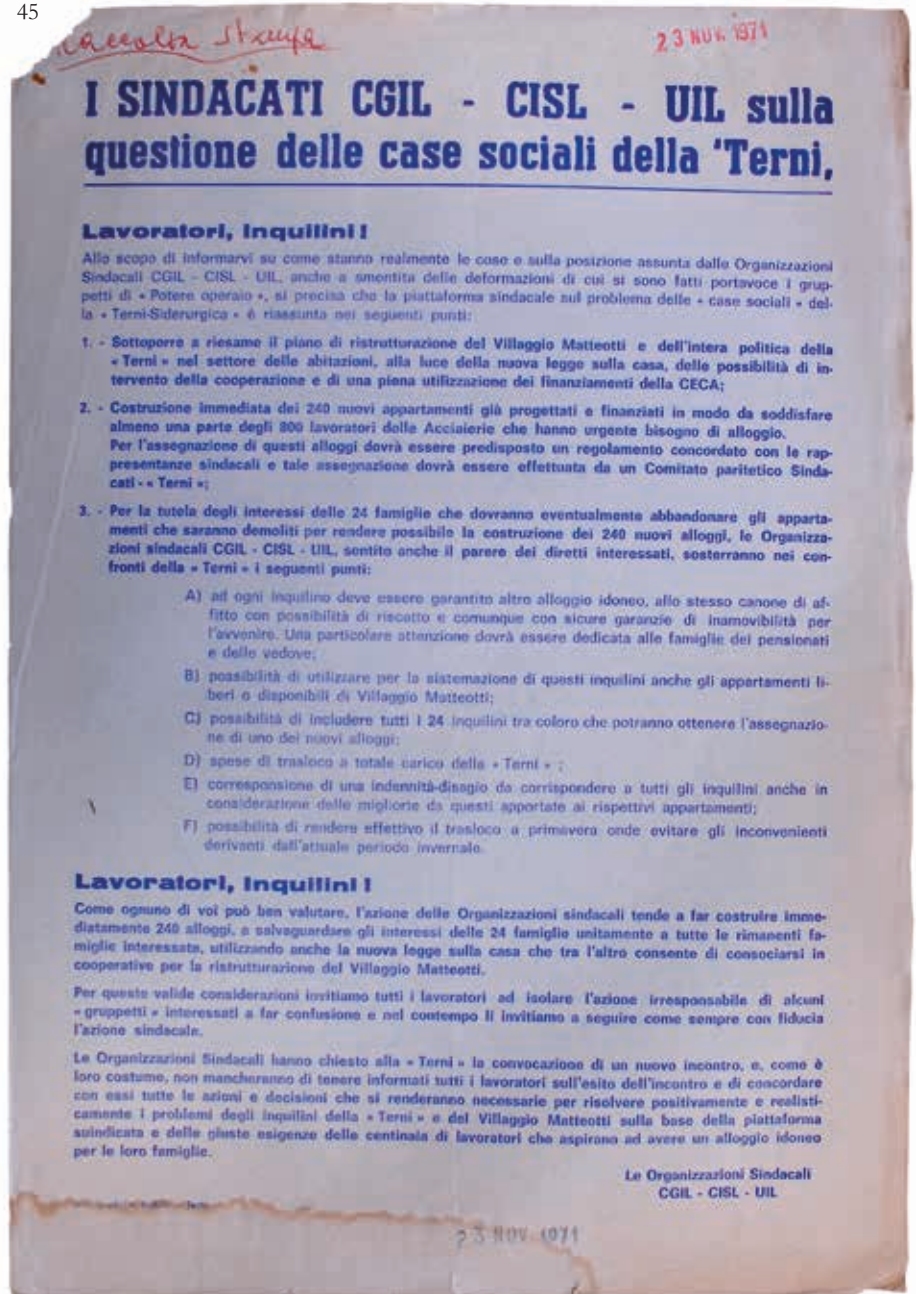 45
raccolta stampa
23 NOV. 1971
I SINDACATI CGIL - CISL - UIL sulla
questione delle case sociali della "Terni,
Lavoratori, Inquilini!
Allo scopo di informarvi su come stanno realmente le cose e sulla posizione assunta dalle Organizzazioni
Sindacali CGIL - CISL - UIL, anche a smentita delle deformazioni di cui si sono fatti portavoce i grup-
petti di « Potere operaio », si precisa che la piattaforma sindacale sul problema delle « case sociali » del-
la « Terni-Siderurgica » è riassunta nei seguenti punti:
1. - Sottoporre a riesame il piano di ristrutturazione del Villaggio Matteotti e dell'intera politica della
« Terni » nel settore delle abitazioni, alla luce della nuova legge sulla casa, delle possibilità di in-
tervento della cooperazione e di una piena utilizzazione dei finanziamenti della CECA;
2. - Costruzione immediata dei 240 nuovi appartamenti già progettati e finanziati in modo da soddisfare
almeno una parte degli 800 lavoratori delle Acciaierie che hanno urgente bisogno di alloggio.
Per l'assegnazione di questi alloggi dovrà essere predisposto un regolamento concordato con le rap-
presentanze sindacali e tale assegnazione dovrà essere effettuata da un Comitato paritetico Sinda-
cati - « Terni »;
3. - Per la tutela degli interessi delle 24 famiglie che dovranno eventualmente abbandonare gli apparta-
menti che saranno demoliti per rendere possibile la costruzione dei 240 nuovi alloggi, le Organizza-
zioni sindacali CGIL - CISL - UIL, sentito anche il parere dei diretti interessati, sosterranno nei con-
fronti della « Terni » i seguenti punti:
A) ad ogni inquilino deve essere garantito altro alloggio idoneo, allo stesso canone di af-
fitto con possibilità di riscatto e comunque con sicure garanzie di inamovibilità per
l'avvenire. Una particolare attenzione dovrà essere dedicata alle famiglie dei pensionati
e delle vedove;
B) possibilità di utilizzare per la sistemazione di questi inquilini anche gli appartamenti li-
beri o disponibili di Villaggio Matteotti;
C) possibilità di includere tutti i 24 inquilini tra coloro che potranno ottenere l'assegnazio-
ne di uno dei nuovi alloggi;
D) spese di trasloco a totale carico della « Terni » ;
E) corresponsione di una indennità-disagio da corrispondere a tutti gli inquilini anche in
considerazione delle migliorie da questi apportate ai rispettivi appartamenti;
F) possibilità di rendere effettivo il trasloco a primavera onde evitare gli inconvenienti
derivanti dall'attuale periodo invernale.
Lavoratori, Inquilini!
Come ognuno di voi può ben valutare, l'azione delle Organizzazioni sindacali tende a far costruire imme-
diatamente 240 alloggi, a salvaguardare gli interessi delle 24 famiglie unitamente a tutte le rimanenti fa-
miglie interessate, utilizzando anche la nuova legge sulla casa che tra l'altro consente di consociarsi in
cooperative per la ristrutturazione del Villaggio Matteotti.
Per queste valide considerazioni invitiamo tutti i lavoratori ad isolare l'azione irresponsabile di alcuni
« gruppetti » interessati a far confusione e nel contempo li invitiamo a seguire come sempre con fiducia
l'azione sindacale.
Le Organizzazioni Sindacali hanno chiesto alla « Terni » la convocazione di un nuovo incontro, e, come è
loro costume, non mancheranno di tenere informati tutti i lavoratori sull'esito dell'incontro e di concordare
con essi tutte le azioni e decisioni che si renderanno necessarie per risolvere positivamente e realisti-
camente i problemi degli inquilini della « Terni » e del Villaggio Matteotti sulla base della piattaforma
suindicata e delle giuste esigenze delle centinaia di lavoratori che aspirano ad avere un alloggio idoneo
per le loro famiglie.
Le Organizzazioni Sindacali
CGIL - CISL - UIL
23 NOV. 1971